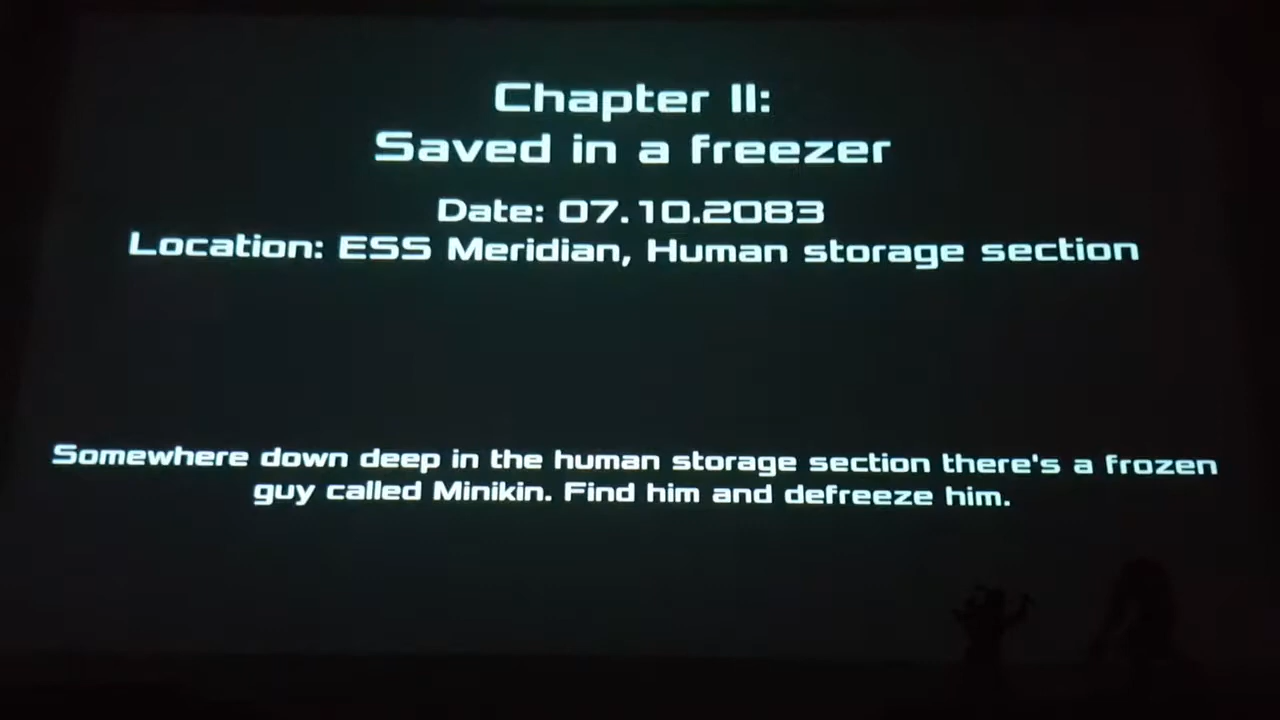 Chapter II:
Saved in a freezer
Date: 07.10.2083
Location: ESS Meridian, Human storage section
Somewhere down deep in the human storage section there's a frozen
guy called Minikin. Find him and defreeze him.